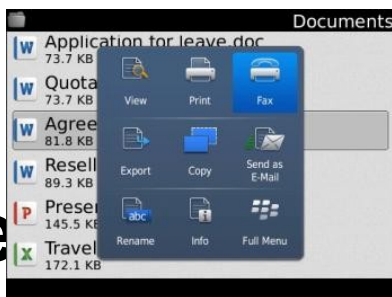 Documents
Application for leave.doc
73.7 KB
Quota
73.7 KB
Agree
81.8 KB
Resell
89.3 KB
Preser
145.5 KB
Travel
172.1 KB
View
Print
Fax
Export
Copy
Send as
E-Mail
abc
Rename
Info
Full Menu
W
W
W
W
P
X
e